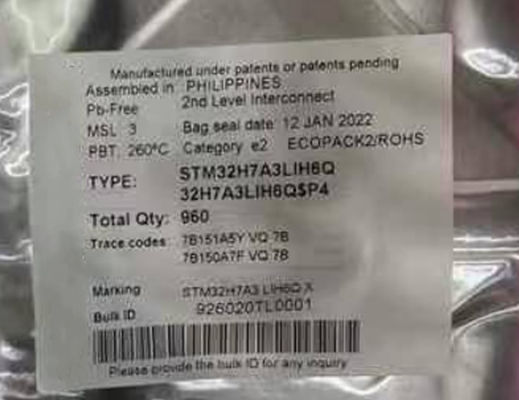 Manufactured under patents or patents pending
Assembled in: PHILIPPINES
Pb-Free 2nd Level Interconnect
MSL: 3 Bag seal date: 12 JAN 2022
PBT: 260°C Category e2 ECOPACK2/ROHS
TYPE: STM32H7A3LIH6Q
32H7A3LIH6Q$P4
Total Qty: 960
Trace codes 7B151A5Y VQ 7B
7B150A7F VQ 7B
Marking STM32H7A3 LIH6Q X
Bulk ID 926020TL0001
Please provide the bulk ID for any inquiry